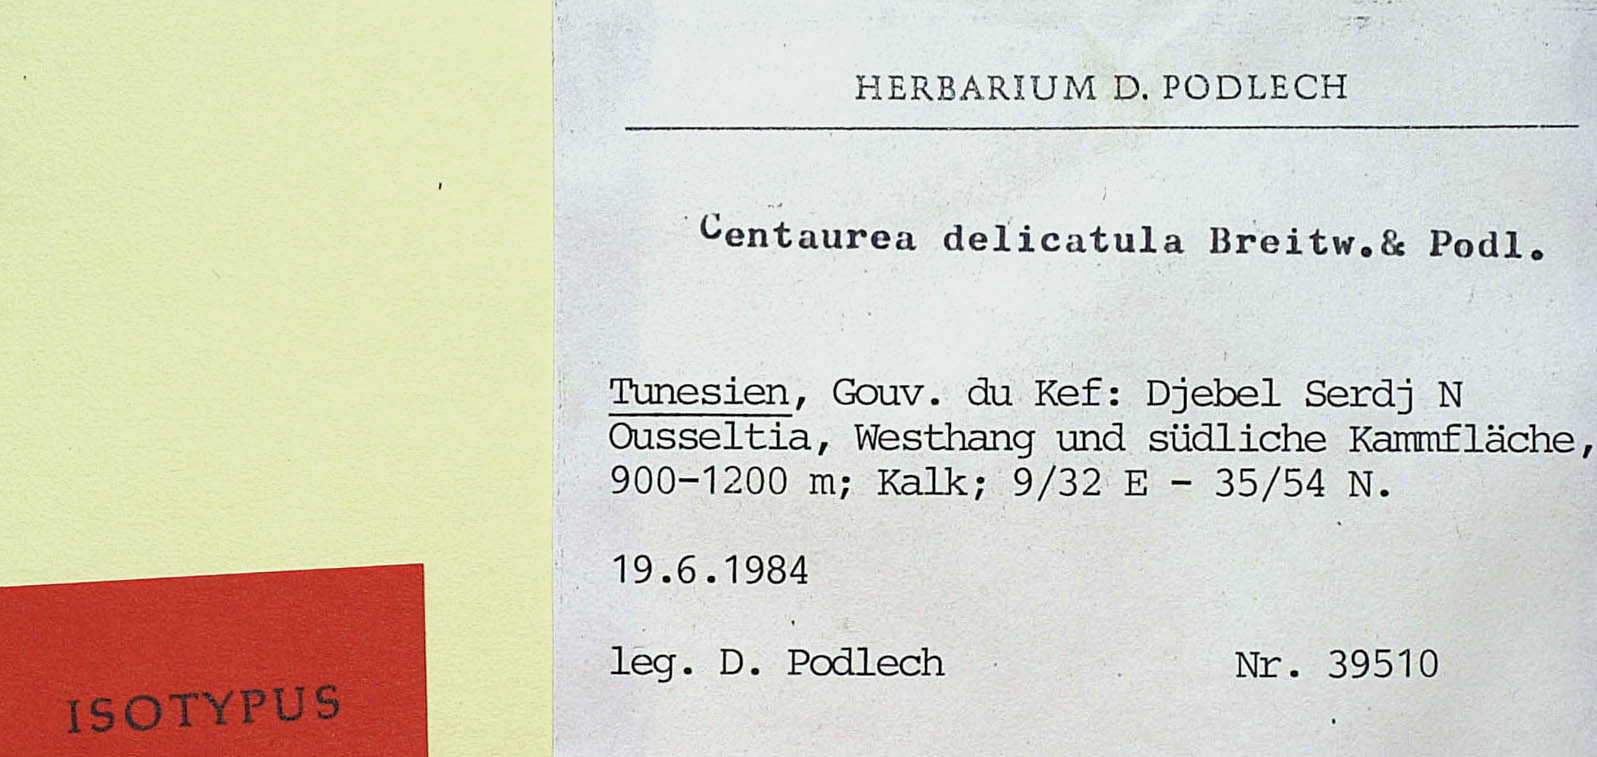 HERBARIUM D. PODLECH
Centaurea delicatula Breitw.& Podl.
Tunesien, Gouv. du Kef: Djebel Serdj N
Ousseltia, Westhang und südliche Kammfläche,
900-1200 m; Kalk; 9/32 E - 35/54 N.
19.6.1984
leg. D. Podlech Nr. 39510
ISOTYPUS